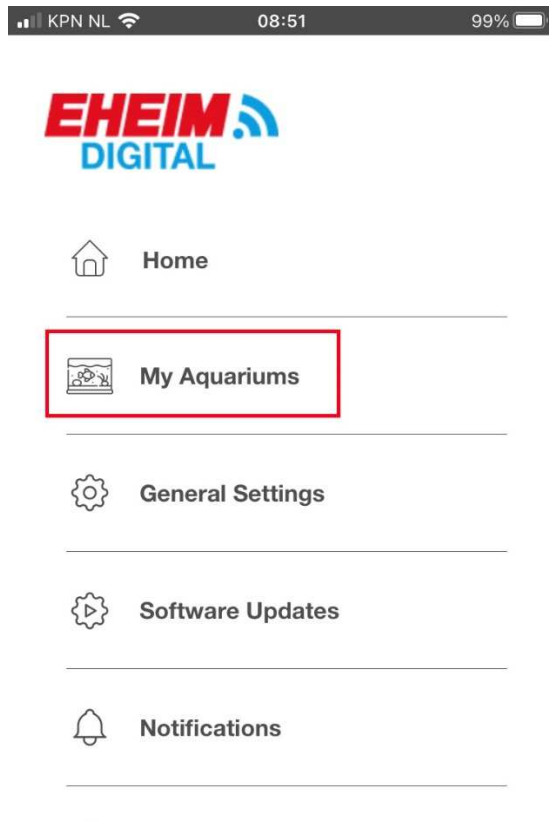 KPN NL 08:51 99%
EHEIM
DIGITAL
Home
My Aquariums
General Settings
Software Updates
Notifications